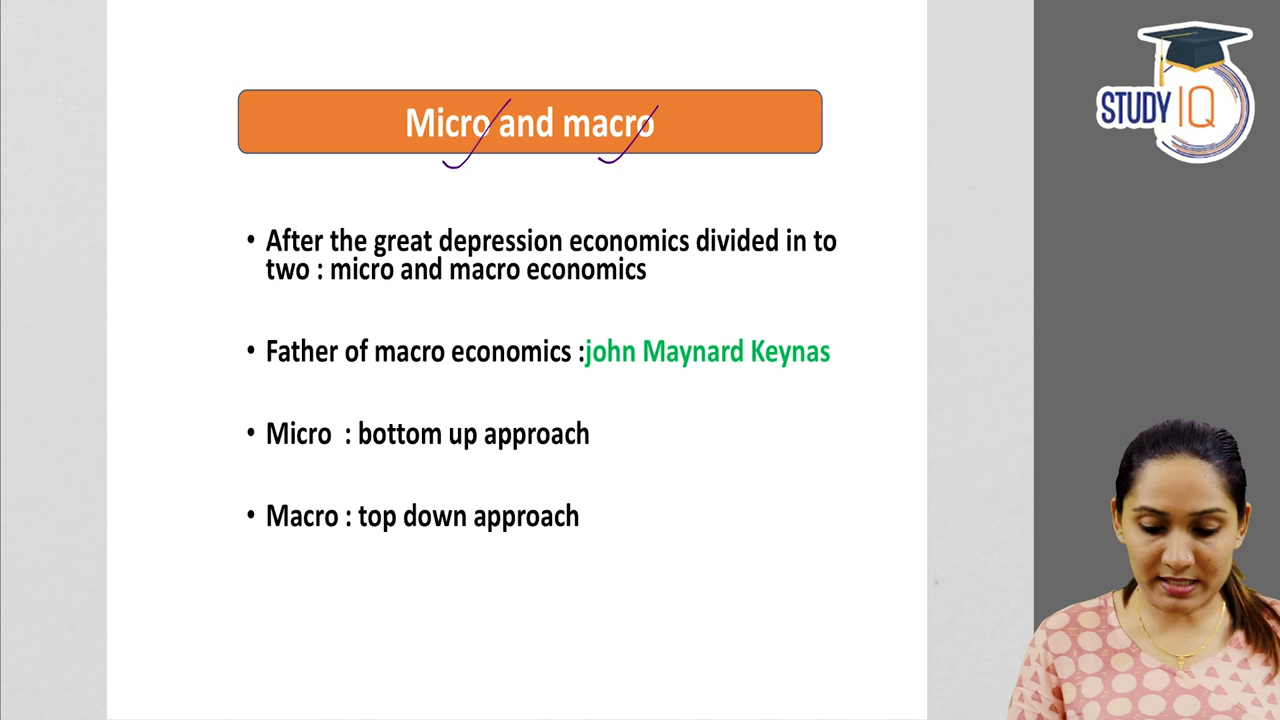 STUDY IQ
Micro and macro
• After the great depression economics divided in to
two : micro and macro economics
• Father of macro economics :john Maynard Keynas
• Micro : bottom up approach
• Macro : top down approach